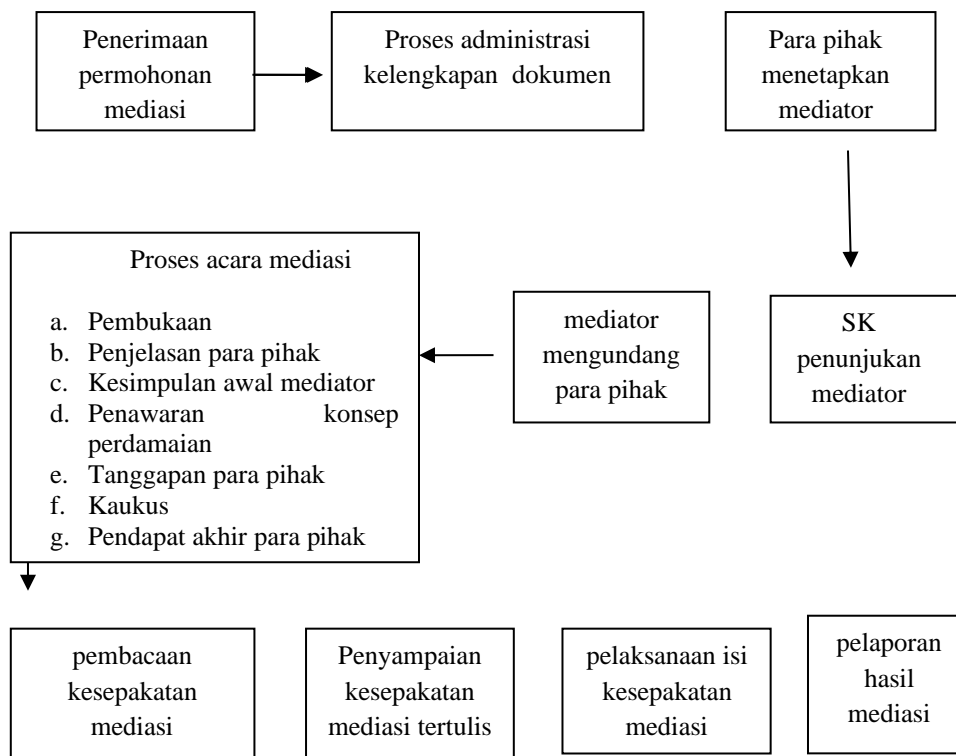 Penerimaan
permohonan
mediasi
Proses administrasi
kelengkapan dokumen
Para pihak
menetapkan
mediator
Proses acara mediasi
a. Pembukaan
b. Penjelasan para pihak
c. Kesimpulan awal mediator
d. Penawaran konsep
perdamaian
e. Tanggapan para pihak
f. Kaukus
g. Pendapat akhir para pihak
mediator
mengundang
para pihak
SK
penunjukan
mediator
pembacaan
kesepakatan
mediasi
Penyampaian
kesepakatan
mediasi tertulis
pelaksanaan isi
kesepakatan
mediasi
pelaporan
hasil
mediasi